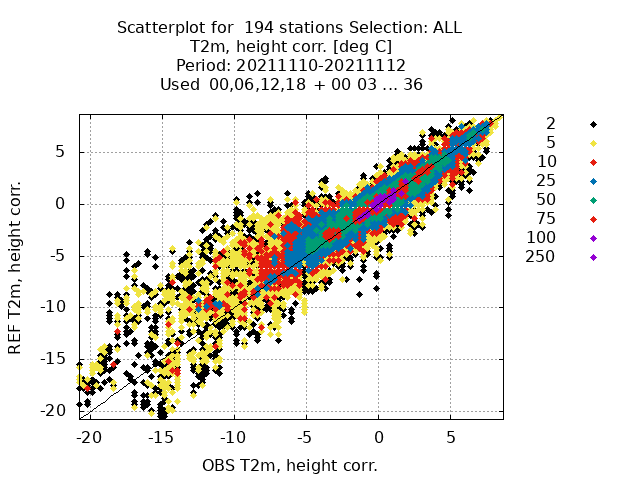 Scatterplot for  194 stations Selection: ALL
T2m, height corr. [deg C]
Period: 20211110-20211112
Used  00,06,12,18 + 00 03 ... 36
2
5
10
25
50
75
100
250
5
0
-5
-10
-15
-20
REF T2m, height corr.
-20 -15 -10 -5 0 5
OBS T2m, height corr.